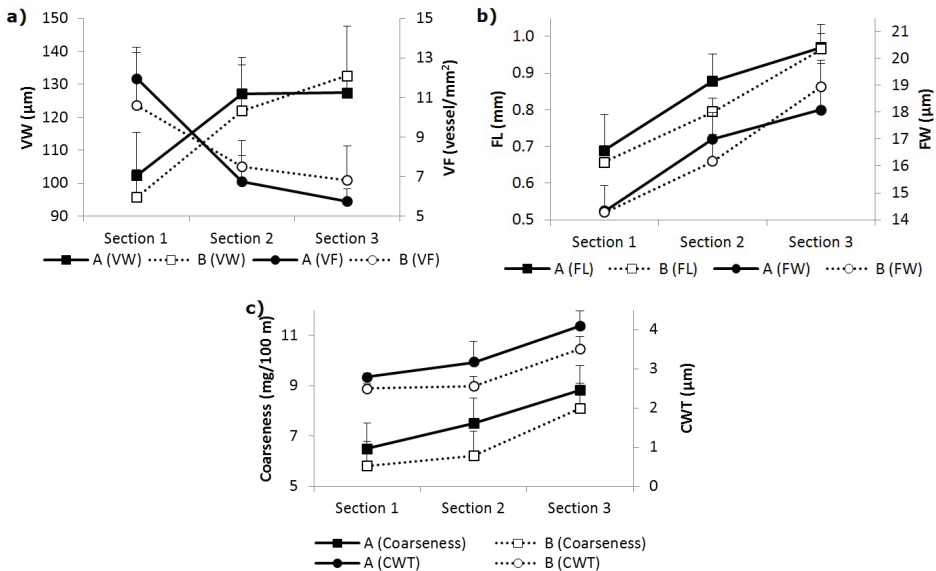 a)
VW (µm)
150
140
130
120
110
100
90
VF (vessel/mm²)
15
13
11
9
7
5
Section 1 Section 2 Section 3
A (VW) B (VW) A (VF) B (VF)
b)
FL (mm)
1.0
0.9
0.8
0.7
0.6
0.5
FW (µm)
21
20
19
18
17
16
15
14
Section 1 Section 2 Section 3
A (FL) B (FL) A (FW) B (FW)
c)
Coarseness (mg/100 m)
11
9
7
5
CWT (µm)
4
3
2
1
0
Section 1 Section 2 Section 3
A (Coarseness) B (Coarseness)
A (CWT) B (CWT)